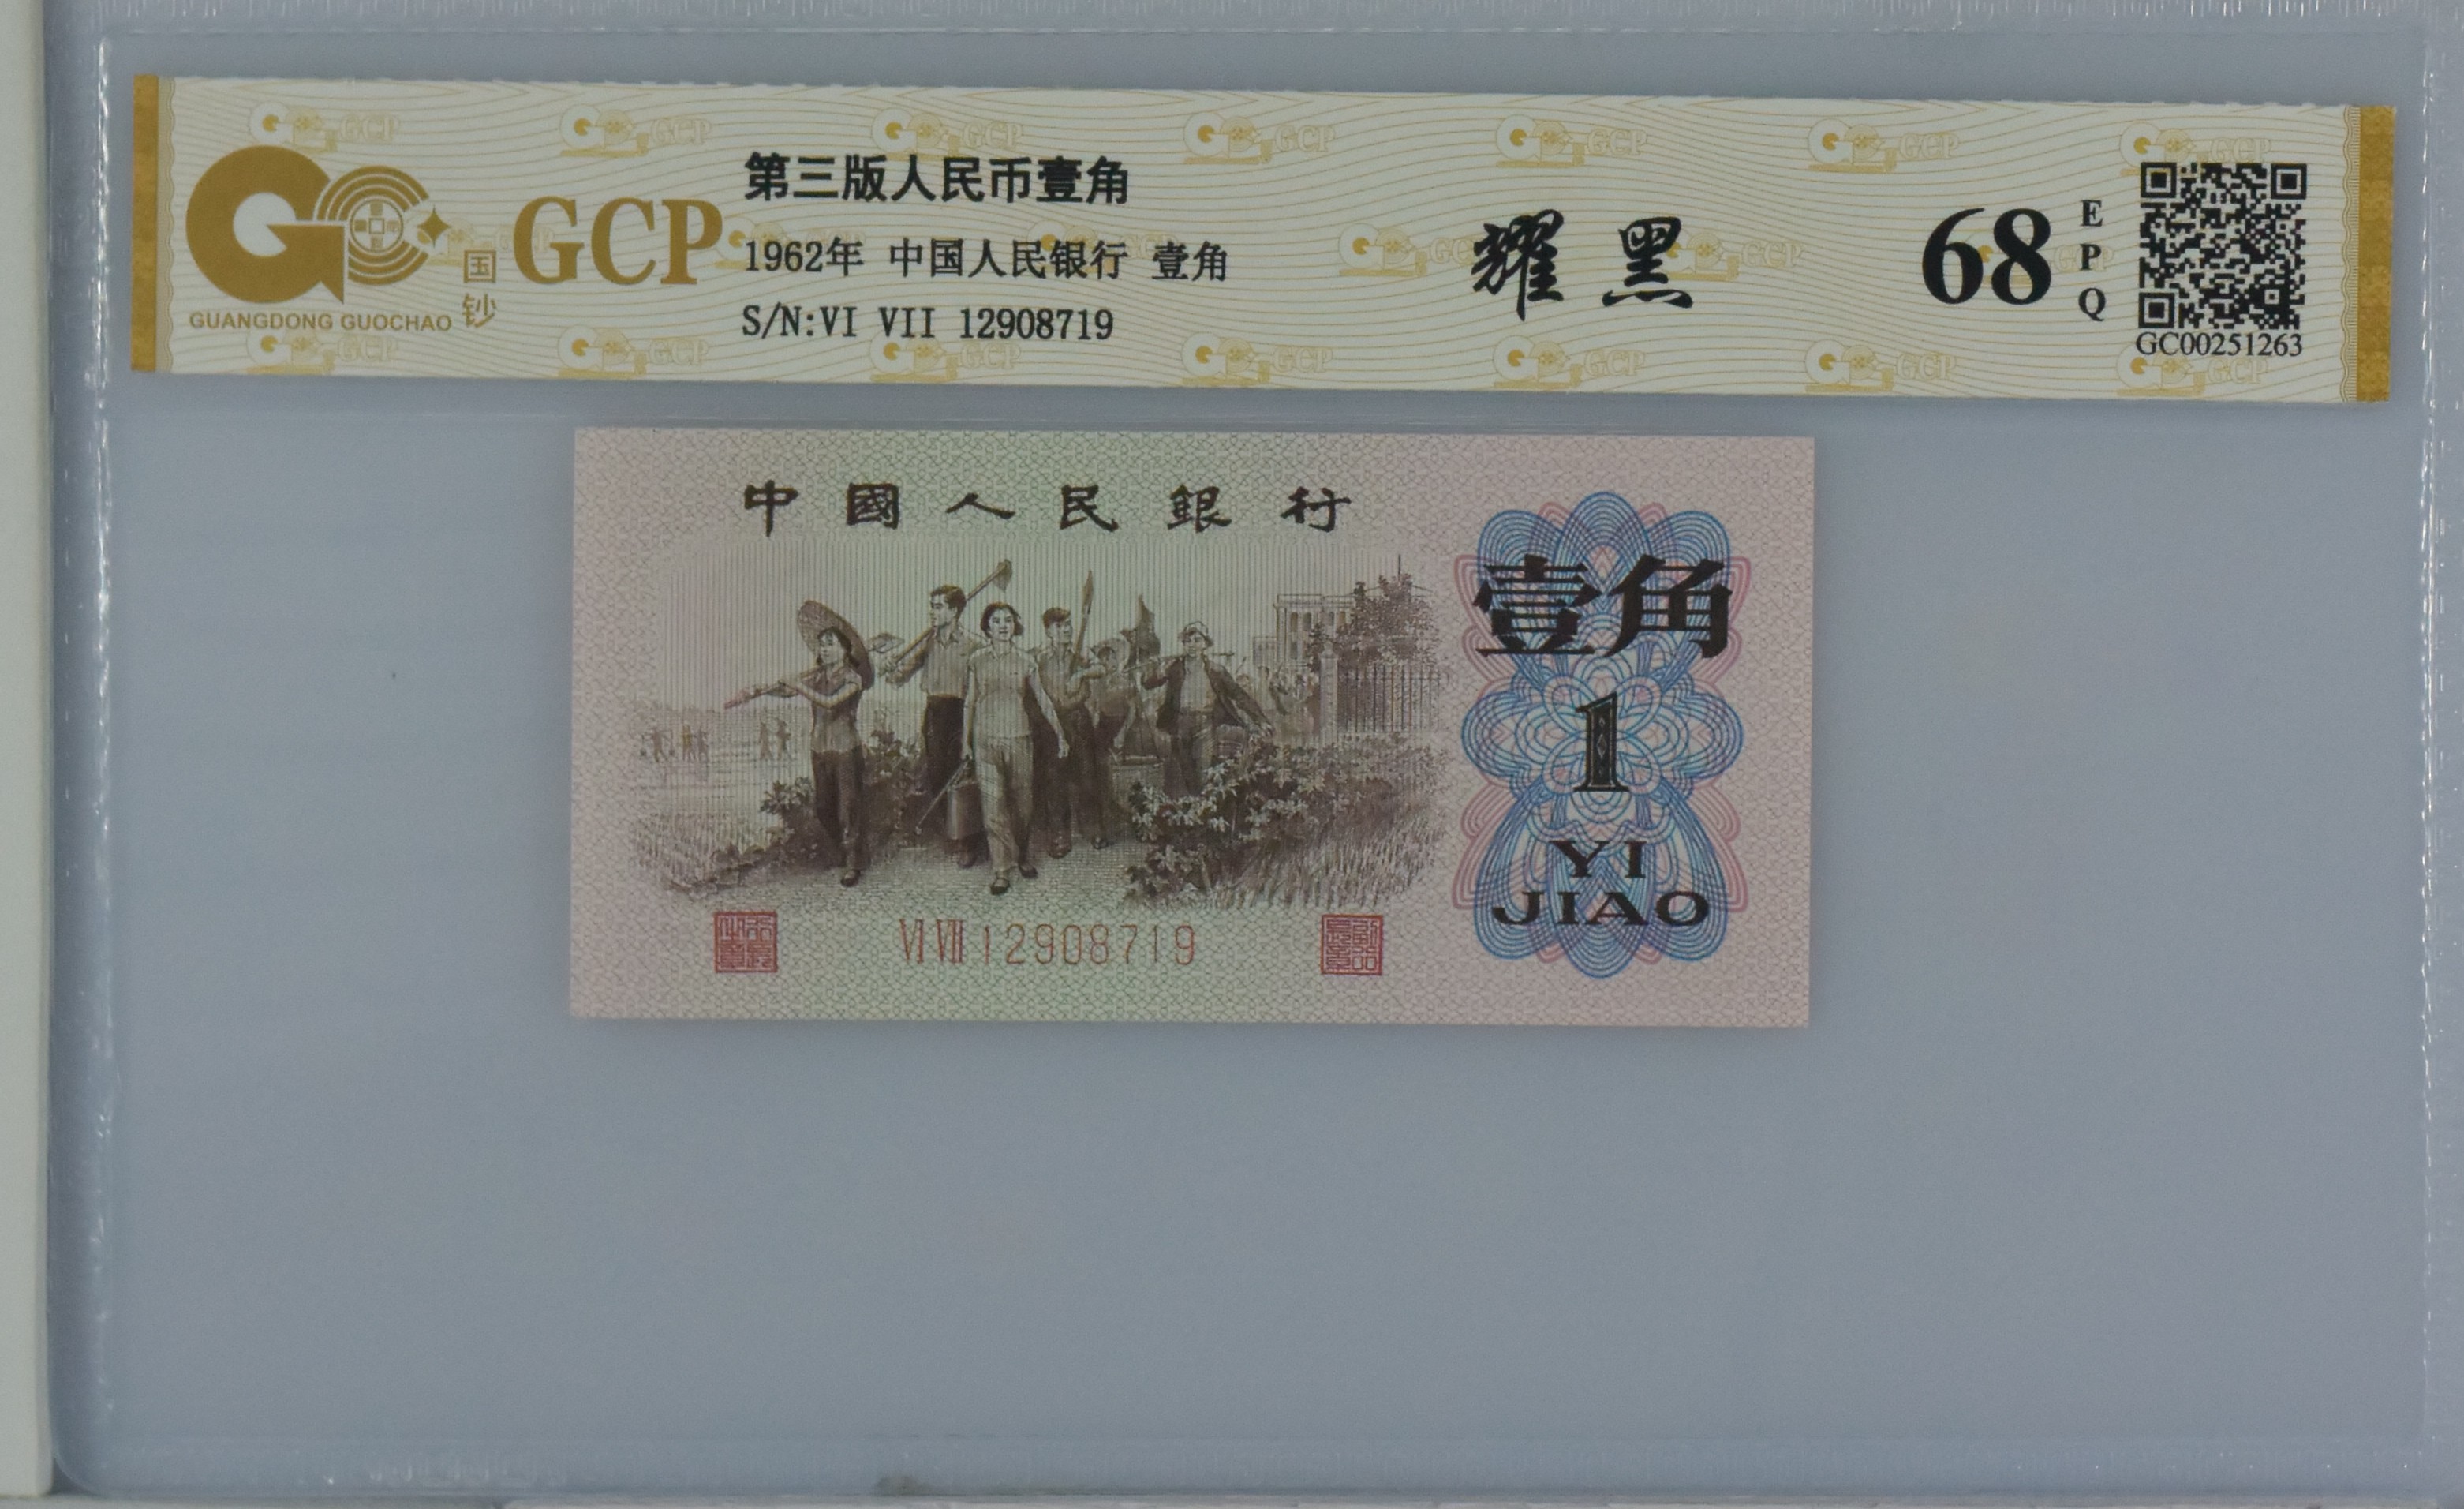 国钞
GUANGDONG GUOCHAO
GCP
第三版人民币壹角
1962年 中国人民银行 壹角
S/N:VI VII 12908719
耀黑
68
EPQ
GC00251263
中國人民銀行
壹角
1
YI
JIAO
VI VII 12908719